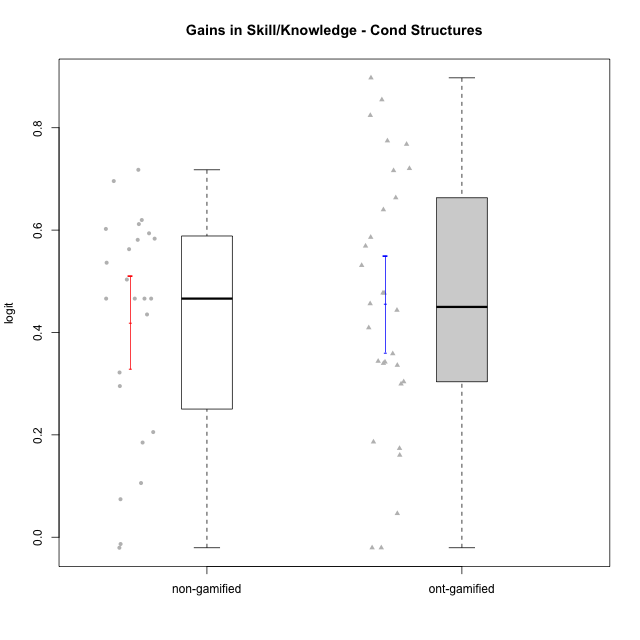 Gains in Skill/Knowledge - Cond Structures
logit
0.8
0.6
0.4
0.2
0.0
non-gamified
ont-gamified